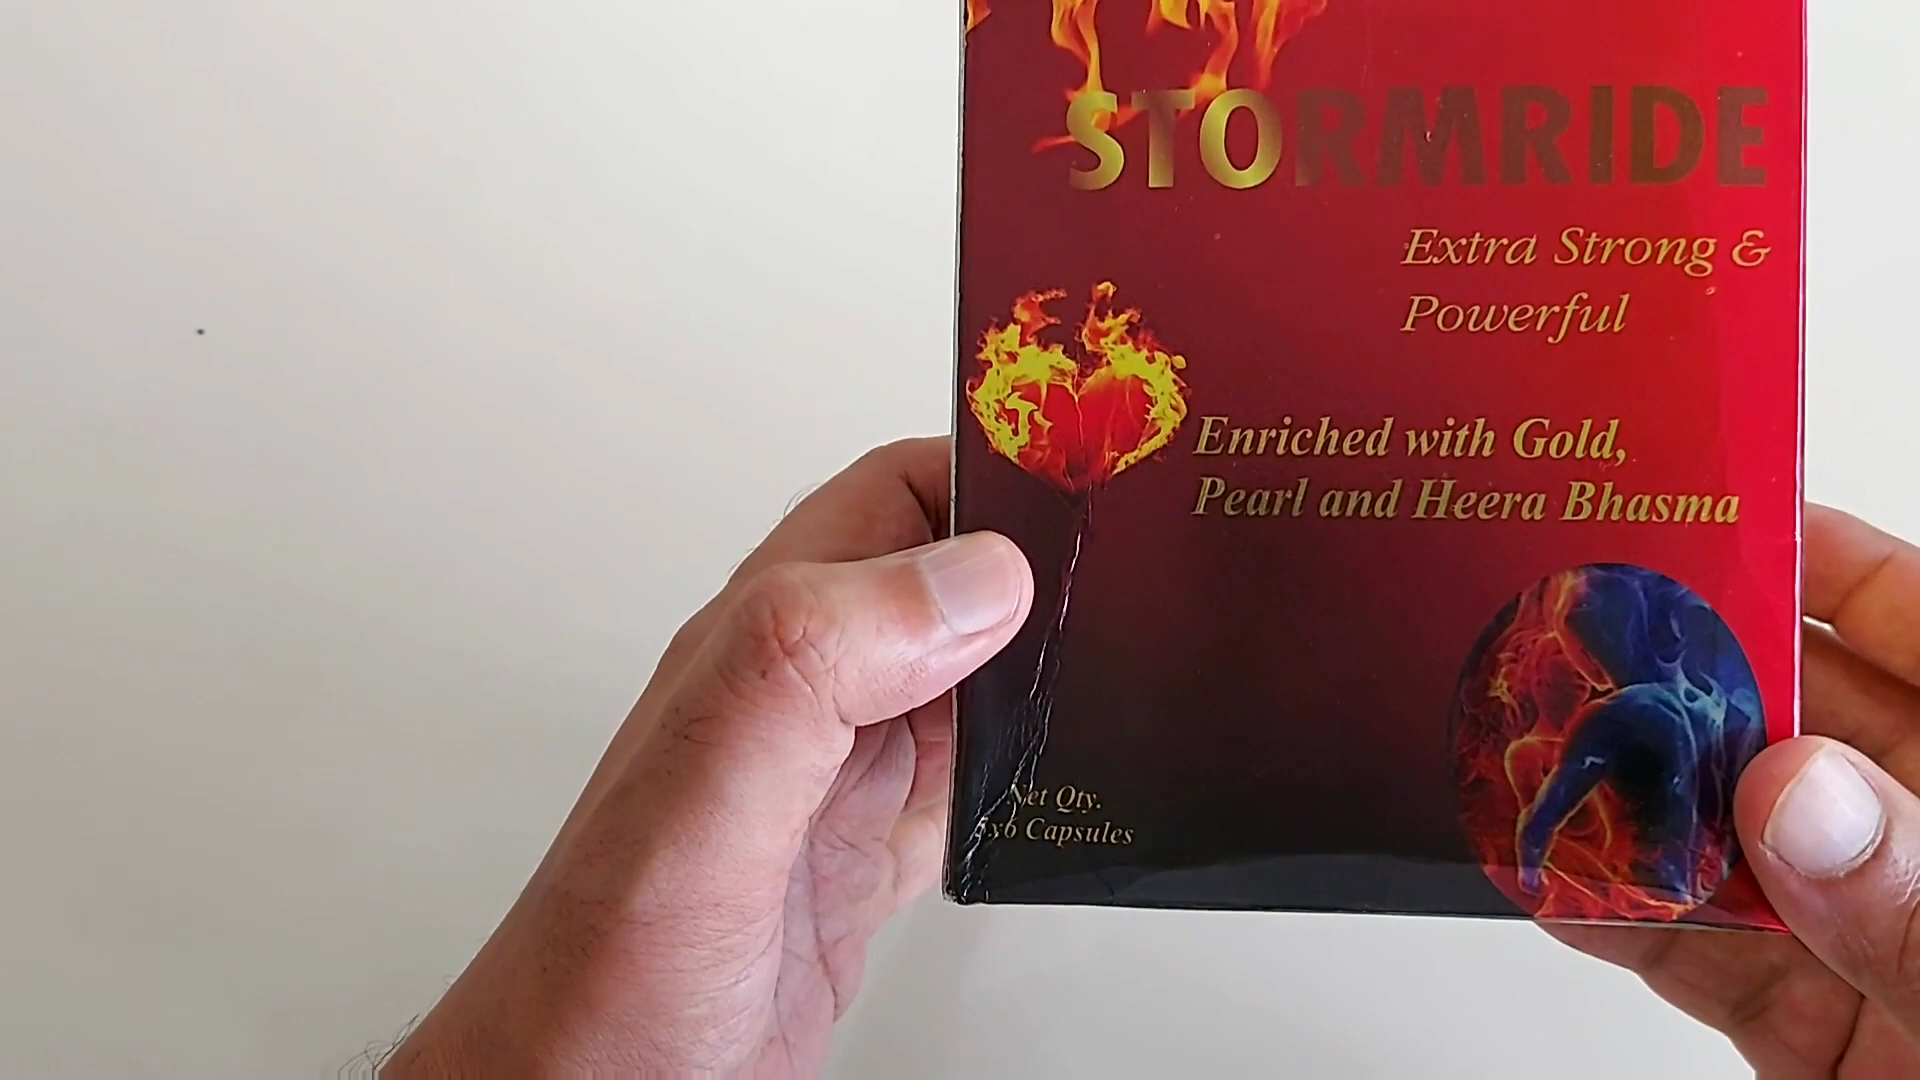 STORMRIDE
Extra Strong &
Powerful
Enriched with Gold,
Pearl and Heera Bhasma
Net Qty.
Capsules